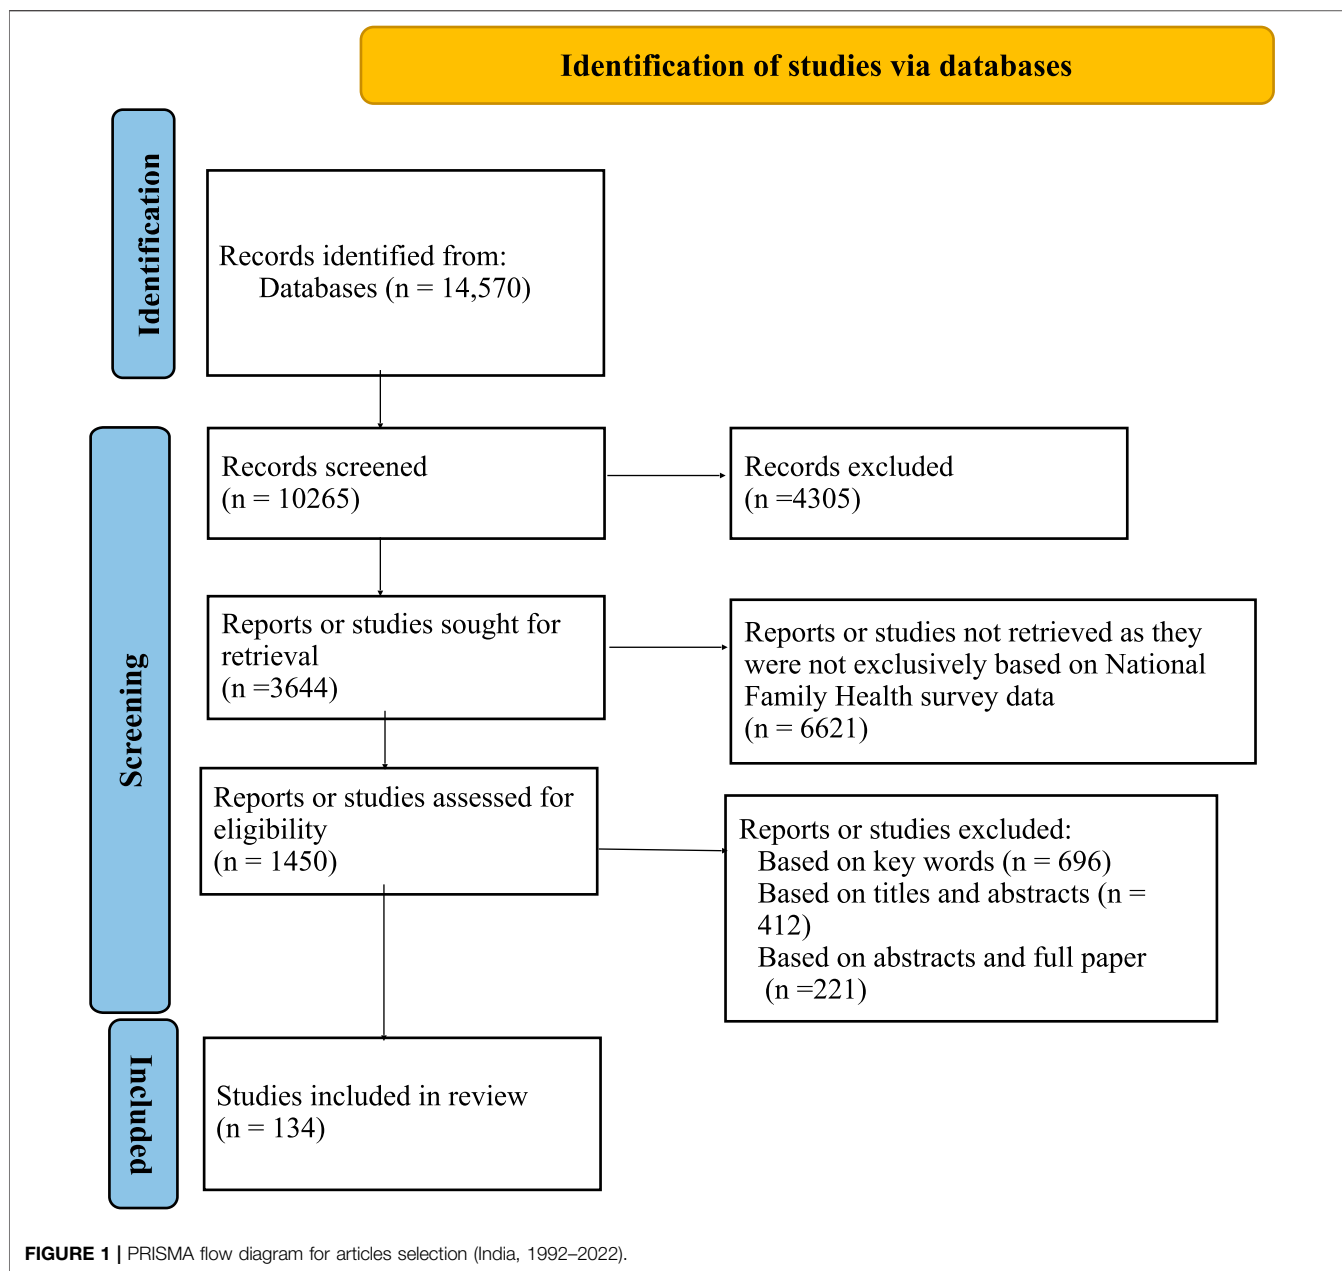 Identification of studies via databases
Identification
Records identified from:
Databases (n = 14,570)
Screening
Records screened
(n = 10265)
Records excluded
(n =4305)
Reports or studies sought for
retrieval
(n =3644)
Reports or studies not retrieved as they
were not exclusively based on National
Family Health survey data
(n = 6621)
Reports or studies assessed for
eligibility
(n = 1450)
Reports or studies excluded:
Based on key words (n = 696)
Based on titles and abstracts (n =
412)
Based on abstracts and full paper
(n =221)
Included
Studies included in review
(n = 134)
FIGURE 1 | PRISMA flow diagram for articles selection (India, 1992–2022).